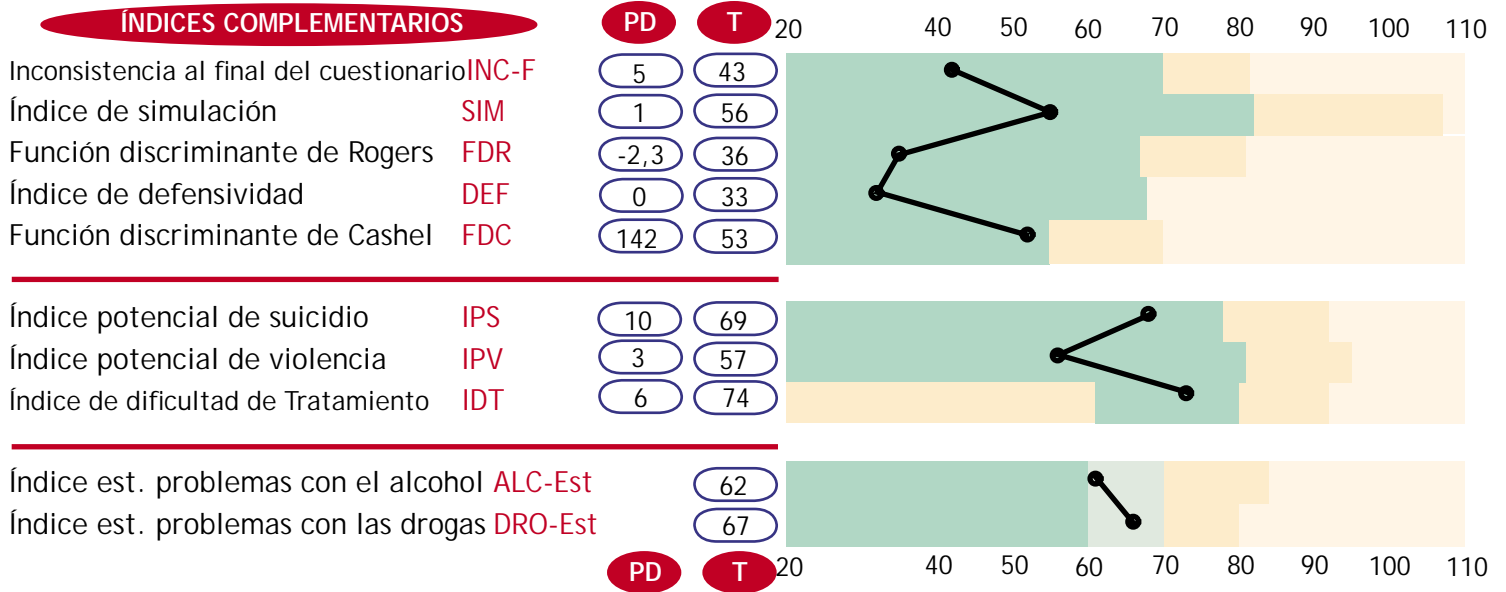 ÍNDICES COMPLEMENTARIOS PD T 20 40 50 60 70 80 90 100 110
Inconsistencia al final del cuestionario INC-F 5 43
Índice de simulación SIM 1 56
Función discriminante de Rogers FDR -2,3 36
Índice de defensividad DEF 0 33
Función discriminante de Cashel FDC 142 53
Índice potencial de suicidio IPS 10 69
Índice potencial de violencia IPV 3 57
Índice de dificultad de Tratamiento IDT 6 74
Índice est. problemas con el alcohol ALC-Est 62
Índice est. problemas con las drogas DRO-Est 67
PD T 20 40 50 60 70 80 90 100 110